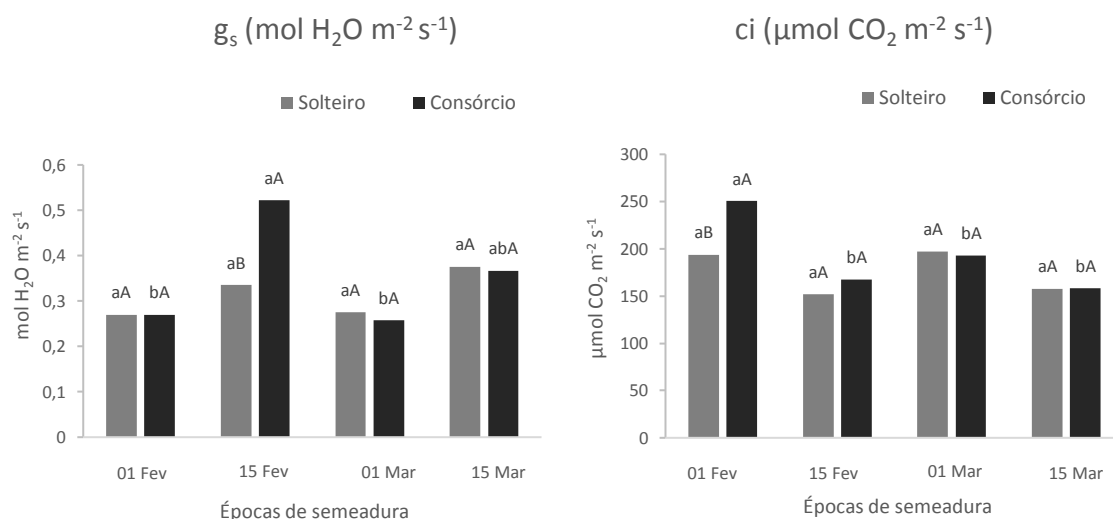 gₛ (mol H₂O m⁻² s⁻¹)
Solteiro Consórcio
0,6
0,5
0,4
0,3
0,2
0,1
0
mol H₂O m⁻² s⁻¹
aA bA aB aA aA bA aA abA
01 Fev 15 Fev 01 Mar 15 Mar
Épocas de semeadura
ci (µmol CO₂ m⁻² s⁻¹)
Solteiro Consórcio
300
250
200
150
100
50
0
µmol CO₂ m⁻² s⁻¹
aB aA aA bA aA bA aA bA
01 Fev 15 Fev 01 Mar 15 Mar
Épocas de semeadura